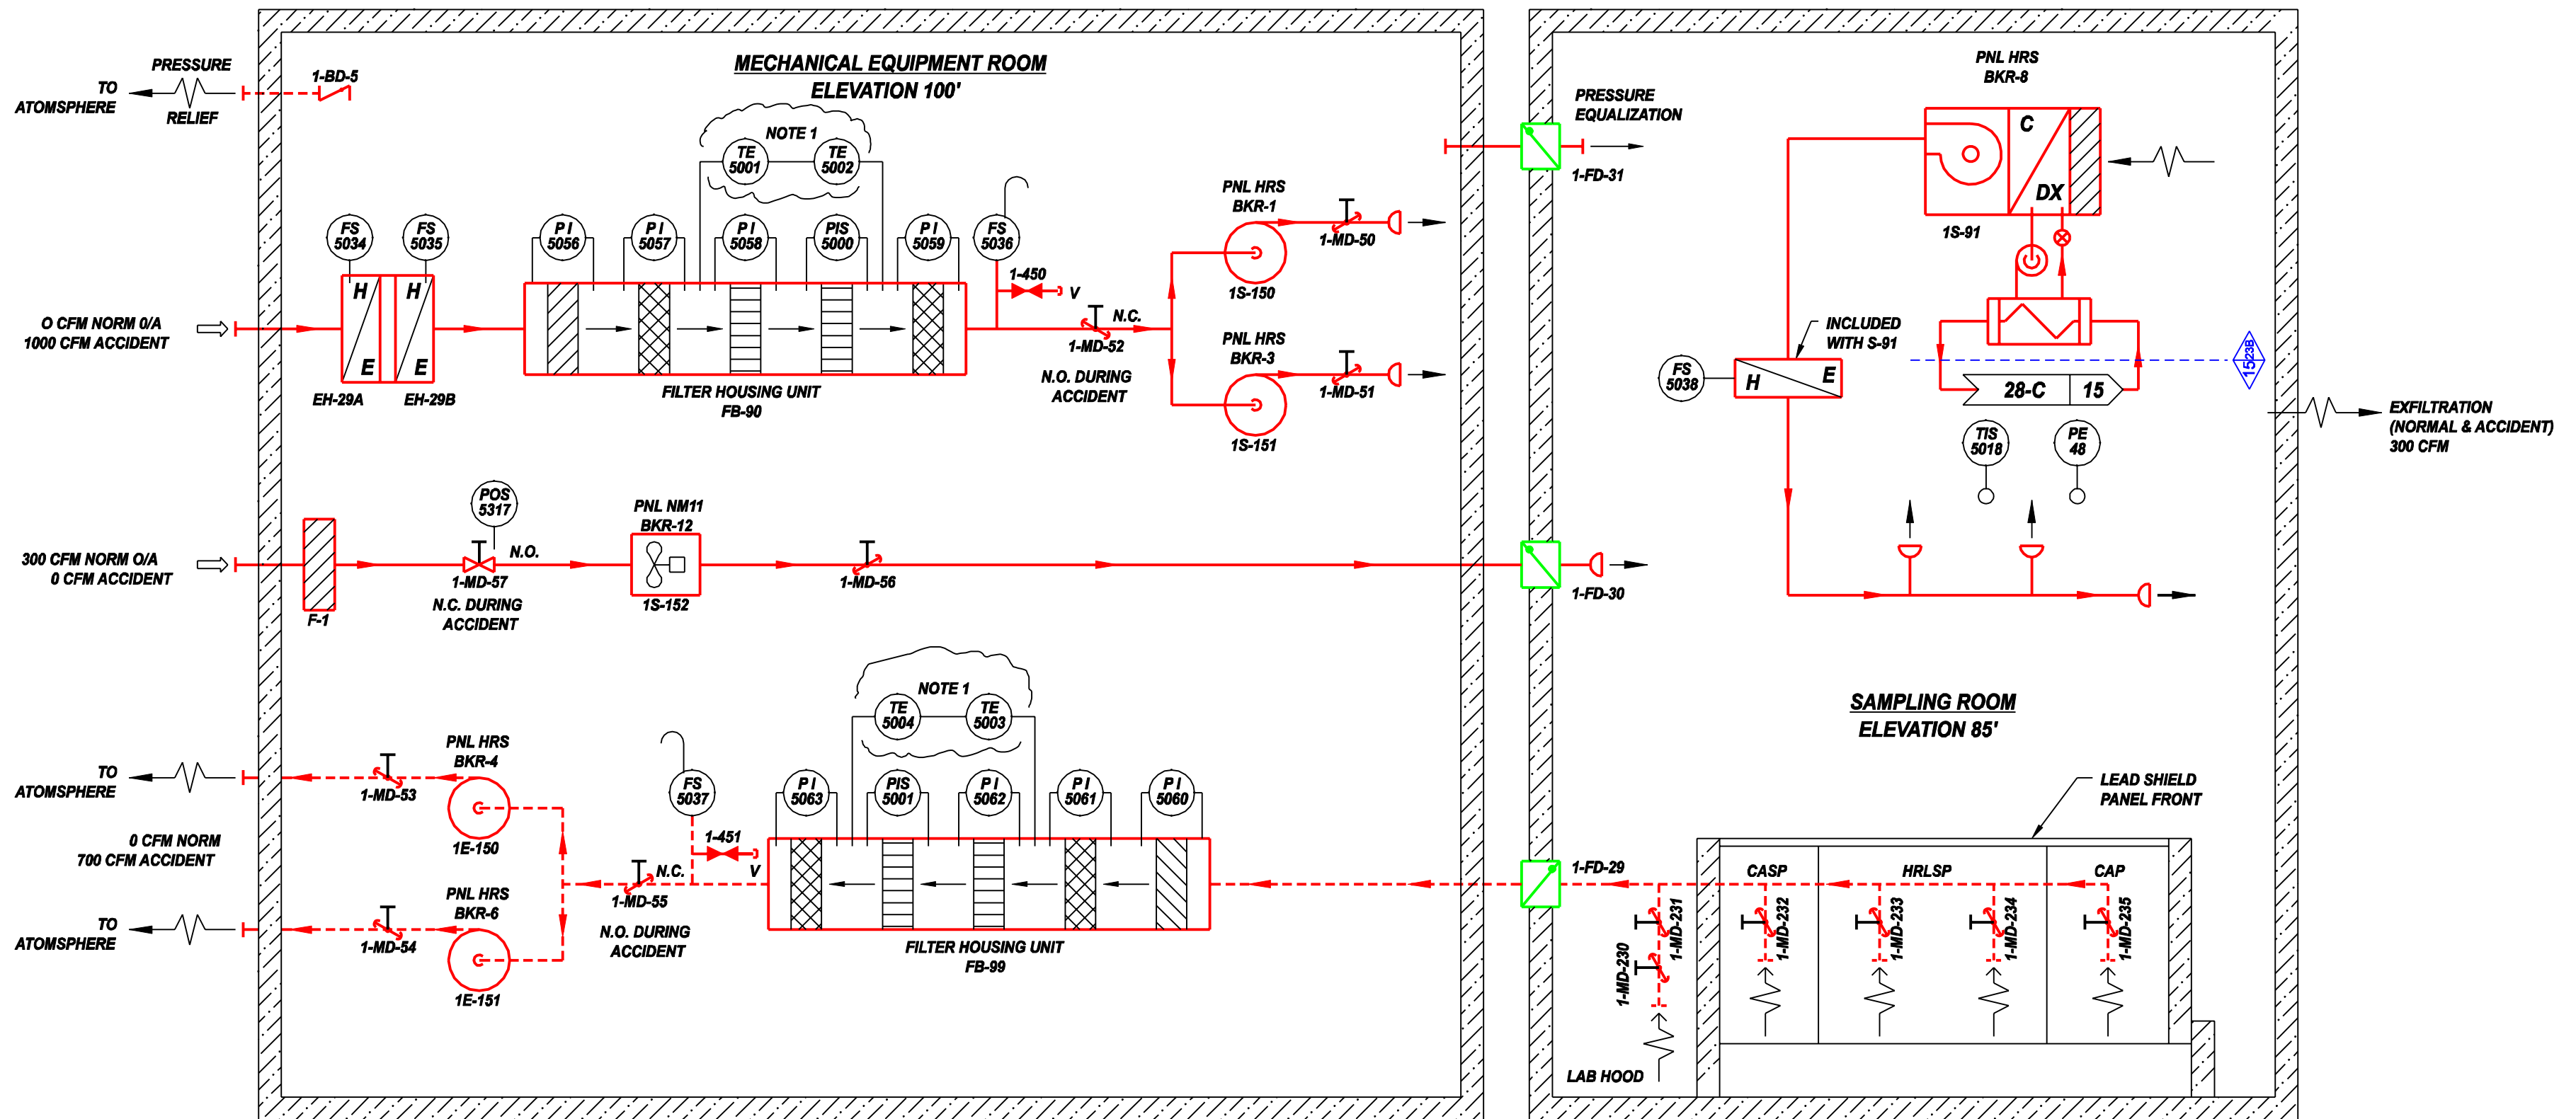 MECHANICAL EQUIPMENT ROOM
ELEVATION 100'
PRESSURE
RELIEF
TO
ATOMSPHERE
1-BD-5
NOTE 1
TE
5001
TE
5002
FS
5034
FS
5035
P I
5056
P I
5057
P I
5058
PIS
5000
P I
5059
FS
5036
1-450
V
H
E
H
E
EH-29A
EH-29B
O CFM NORM 0/A
1000 CFM ACCIDENT
FILTER HOUSING UNIT
FB-90
N.C.
1-MD-52
N.O. DURING
ACCIDENT
PNL HRS
BKR-1
1S-150
1-MD-50
PNL HRS
BKR-3
1S-151
1-MD-51
300 CFM NORM O/A
0 CFM ACCIDENT
F-1
POS
5317
N.O.
1-MD-57
N.C. DURING
ACCIDENT
PNL NM11
BKR-12
1S-152
1-MD-56
NOTE 1
TE
5004
TE
5003
FS
5037
P I
5063
PIS
5001
P I
5062
P I
5061
P I
5060
1-451
V
N.C.
1-MD-55
N.O. DURING
ACCIDENT
FILTER HOUSING UNIT
FB-99
PNL HRS
BKR-4
1E-150
1-MD-53
TO
ATOMSPHERE
0 CFM NORM
700 CFM ACCIDENT
PNL HRS
BKR-6
1E-151
1-MD-54
TO
ATOMSPHERE
PRESSURE
EQUALIZATION
1-FD-31
1-FD-30
1-FD-29
PNL HRS
BKR-8
C
DX
1S-91
INCLUDED
WITH S-91
FS
5038
H
E
28-C
15
1523B
TIS
5018
PE
48
EXFILTRATION
(NORMAL & ACCIDENT)
300 CFM
SAMPLING ROOM
ELEVATION 85'
LEAD SHIELD
PANEL FRONT
CASP
HRLSP
CAP
1-MD-230
1-MD-231
1-MD-232
1-MD-233
1-MD-234
1-MD-235
LAB HOOD